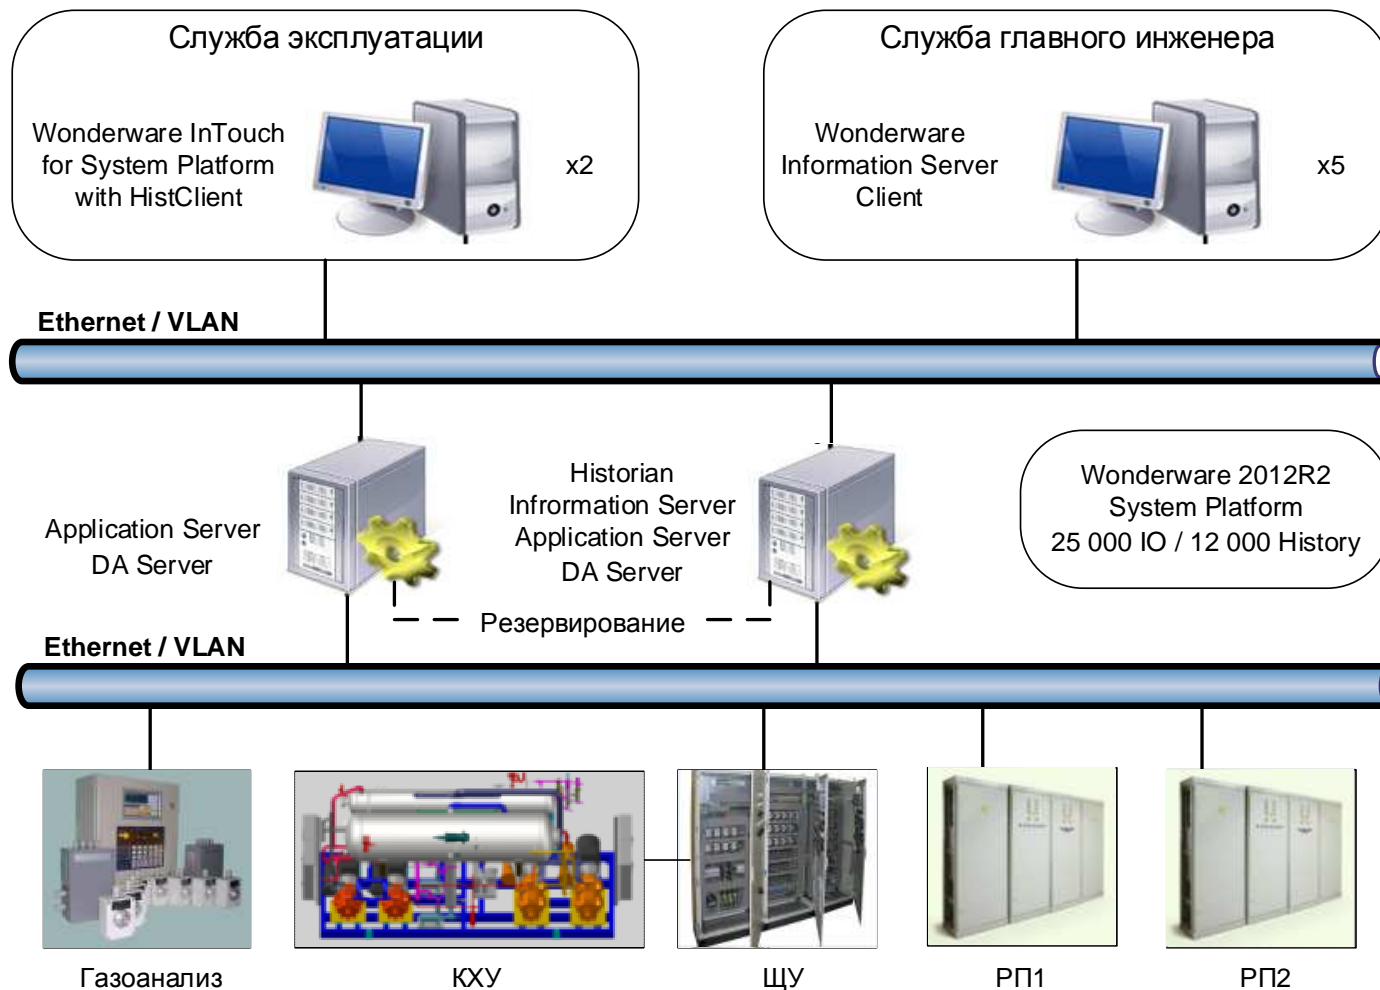 Служба эксплуатации
Wonderware InTouch
for System Platform
with HistClient
x2
Служба главного инженера
Wonderware
Information Server
Client
x5
Ethernet / VLAN
Application Server
DA Server
Historian
Infrormation Server
Application Server
DA Server
Wonderware 2012R2
System Platform
25 000 IO / 12 000 History
Резервирование
Ethernet / VLAN
Газоанализ
КХУ
ЩУ
РП1
РП2